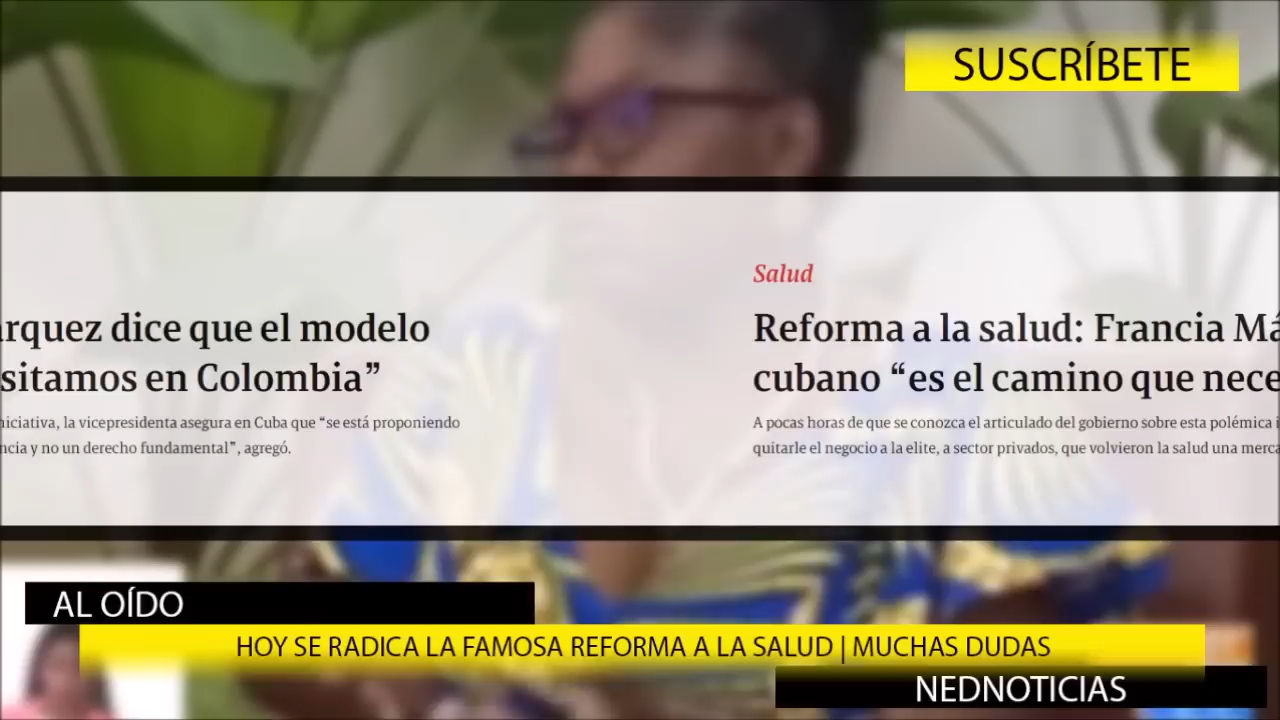 SUSCRÍBETE
rquez dice que el modelo
sitamos en Colombia”
niciativa, la vicepresidenta asegura en Cuba que “se está proponiendo
ncia y no un derecho fundamental”, agregó.
Salud
Reforma a la salud: Francia Má
cubano “es el camino que nece
A pocas horas de que se conozca el articulado del gobierno sobre esta polémica i
quitarle el negocio a la elite, a sector privados, que volvieron la salud una merca
AL OÍDO
HOY SE RADICA LA FAMOSA REFORMA A LA SALUD | MUCHAS DUDAS
NEDNOTICIAS